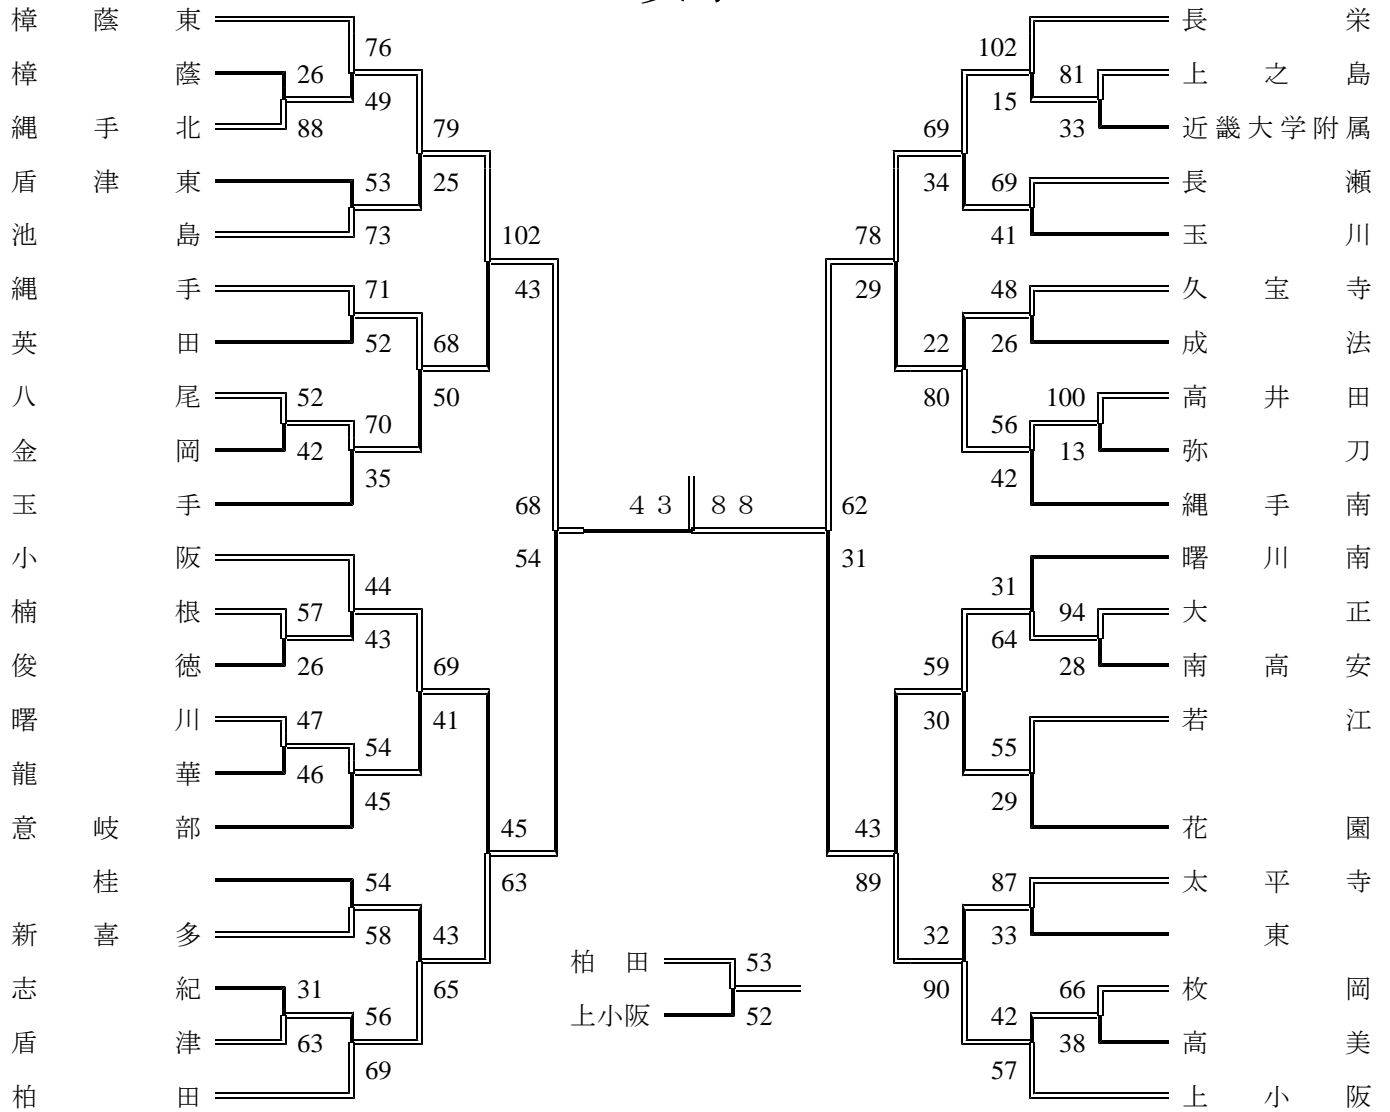 樟蔭東 長栄
76 102
樟蔭 26 81 上之島
49 15
縄手北 88 79 69 33 近畿大学附属
盾津東 53 25 34 69 長瀬
池島 73 102 78 41 玉川
縄手 71 43 29 48 久宝寺
英田 52 68 22 26 成法
八尾 52 50 80 100 高井田
70 56
金岡 42 13 弥刀
35 42
玉手 68 43 88 62 縄手南
小阪 54 31 曙川南
44 31
楠根 57 94 大正
43 64
俊徳 26 69 59 28 南高安
曙川 47 41 30 若江
54 55
龍華 46
45 29
意岐部 45 43 花園
桂 54 63 89 87 太平寺
新喜多 58 43 32 33 東
柏田 53
志紀 31 65 90 66 枚岡
56 上小阪 52 42
盾津 63 38 高美
69 57
柏田 上小阪